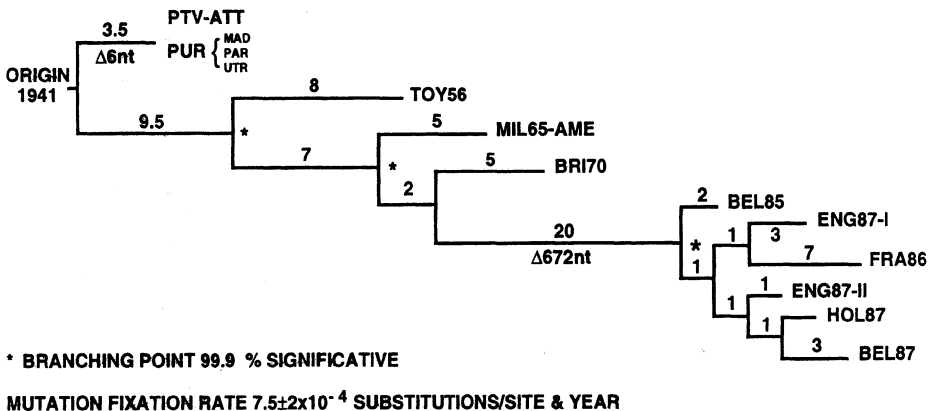 3.5
PTV-ATT
Δ6nt
PUR { MAD
PAR
UTR
ORIGIN
1941
8
TOY56
9.5
*
5
MIL65-AME
7
*
5
BRI70
2
2
BEL85
20
Δ672nt
*
1
1
3
ENG87-I
7
FRA86
1
1
ENG87-II
1
HOL87
3
BEL87
* BRANCHING POINT 99.9 % SIGNIFICATIVE
MUTATION FIXATION RATE 7.5±2x10⁻⁴ SUBSTITUTIONS/SITE & YEAR